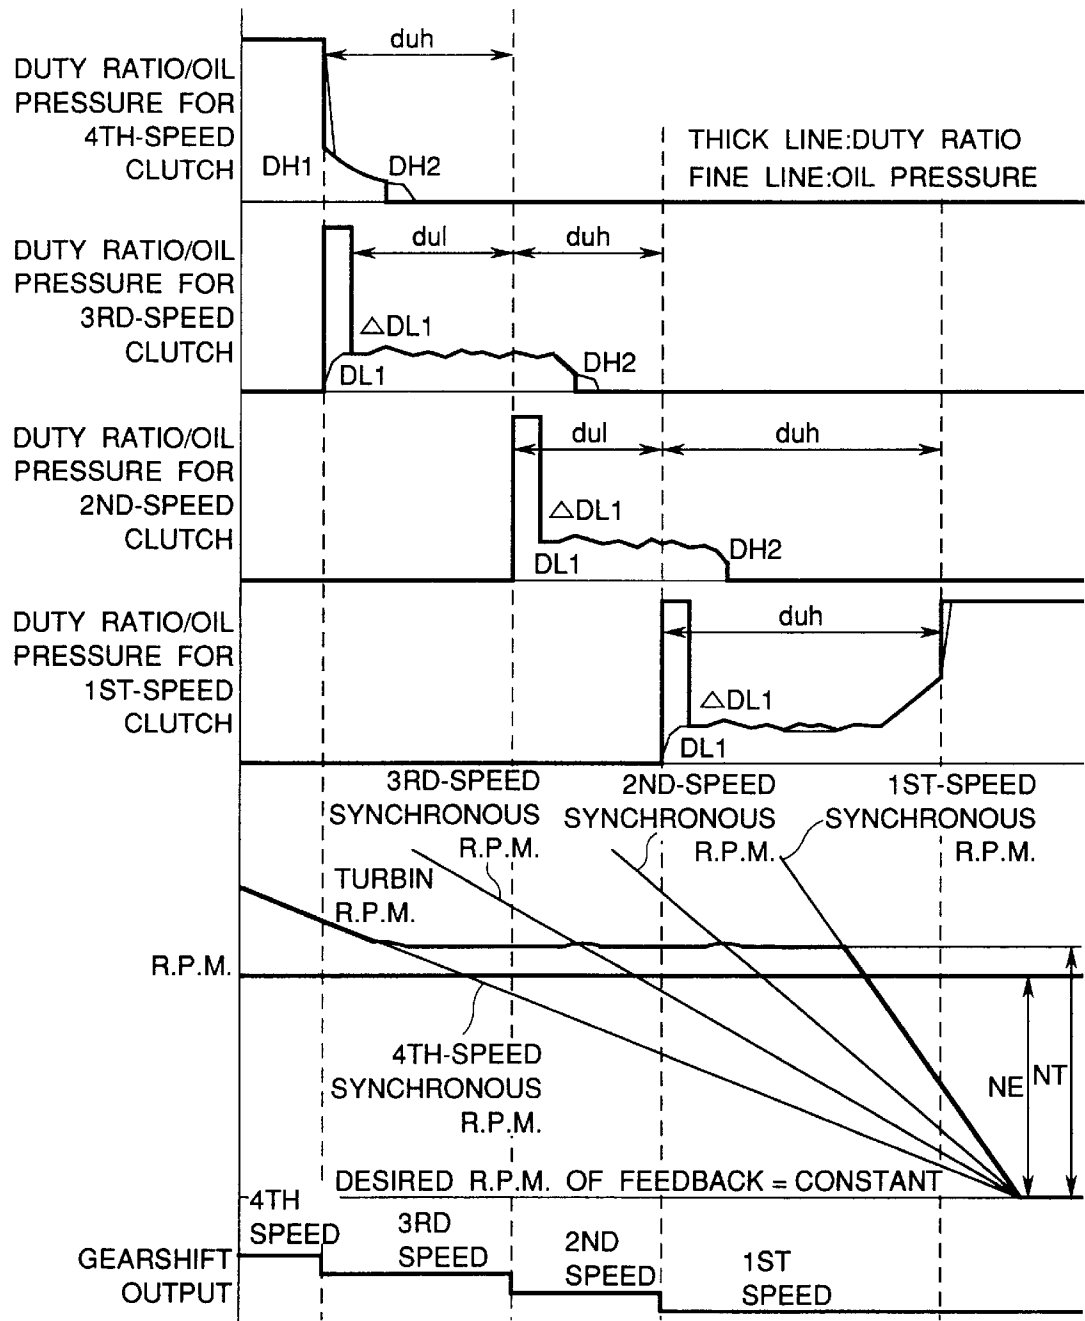 duh
DUTY RATIO/OIL
PRESSURE FOR
4TH-SPEED
CLUTCH
DH1
DH2
THICK LINE:DUTY RATIO
FINE LINE:OIL PRESSURE
dul
duh
DUTY RATIO/OIL
PRESSURE FOR
3RD-SPEED
CLUTCH
△DL1
DL1
DH2
dul
duh
DUTY RATIO/OIL
PRESSURE FOR
2ND-SPEED
CLUTCH
△DL1
DL1
DH2
duh
DUTY RATIO/OIL
PRESSURE FOR
1ST-SPEED
CLUTCH
△DL1
DL1
3RD-SPEED
SYNCHRONOUS
R.P.M.
2ND-SPEED
SYNCHRONOUS
R.P.M.
1ST-SPEED
SYNCHRONOUS
R.P.M.
TURBIN
R.P.M.
R.P.M.
4TH-SPEED
SYNCHRONOUS
R.P.M.
NE
NT
DESIRED R.P.M. OF FEEDBACK = CONSTANT
4TH
SPEED
3RD
SPEED
2ND
SPEED
1ST
SPEED
GEARSHIFT
OUTPUT